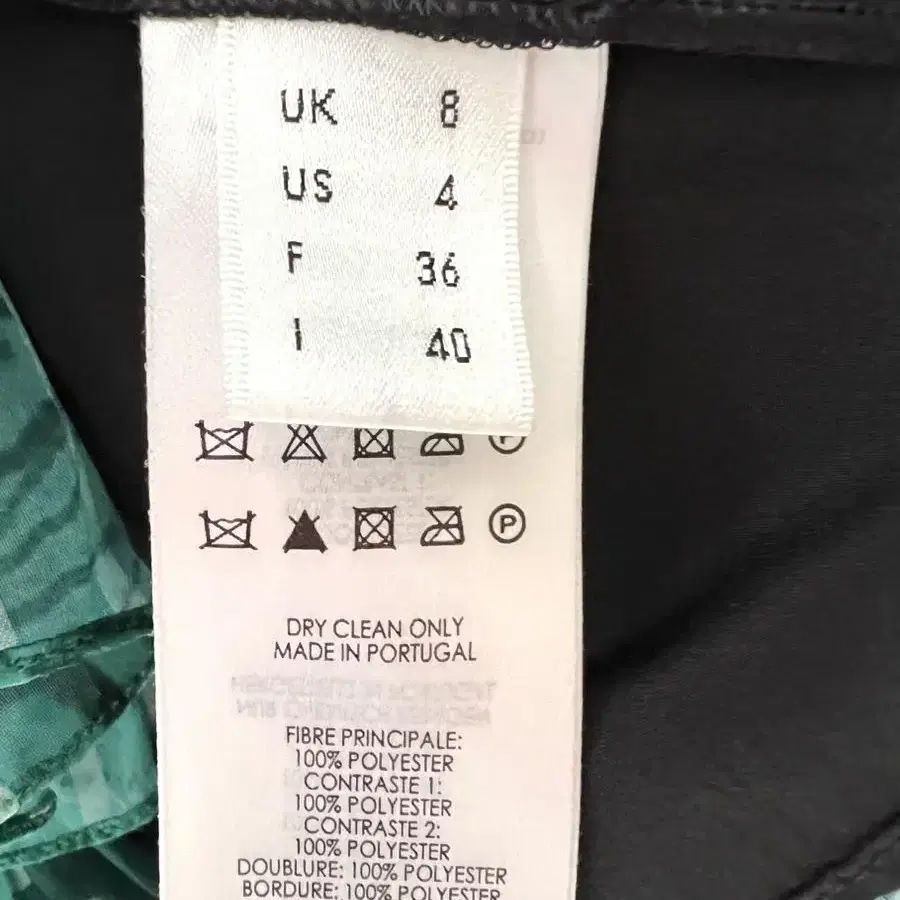 UK 8
US 4
F 36
I 40
P
P
DRY CLEAN ONLY
MADE IN PORTUGAL
FIBRE PRINCIPALE:
100% POLYESTER
CONTRASTE 1:
100% POLYESTER
CONTRASTE 2:
100% POLYESTER
DOUBLURE: 100% POLYESTER
BORDURE: 100% POLYESTER